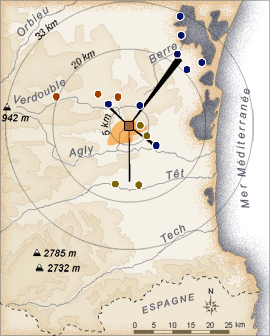 Orbieu
33 km
20 km
Berre
Verdouble
942 m
5 km
Agly
Têt
Mer Méditerranée
Tech
2785 m
2732 m
ESPAGNE
N
0 5 10 15 20 25 km